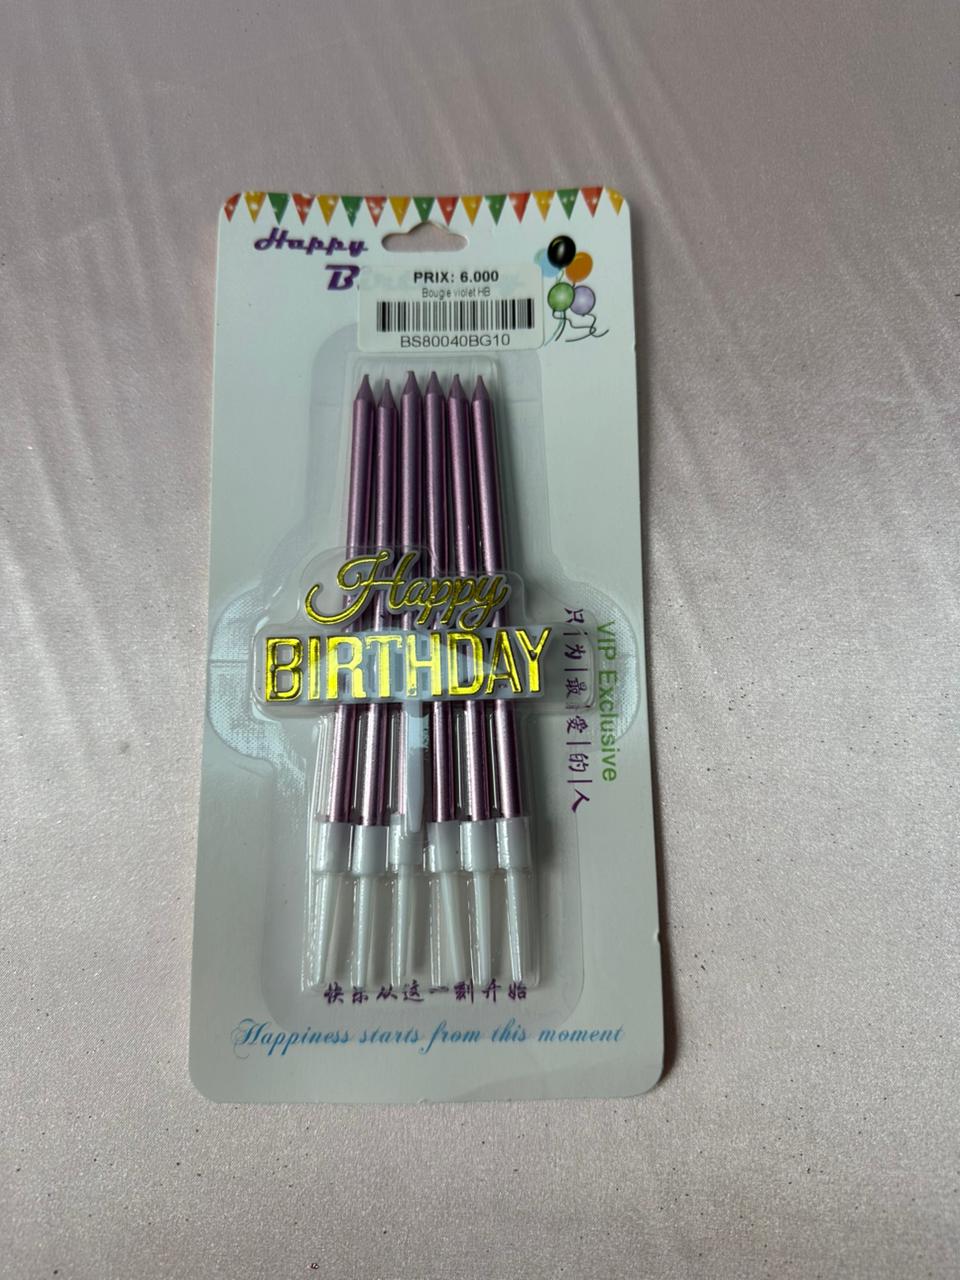 Happy
PRIX: 6.000
Bougie violet HB
BS80040BG10
Happy
BIRTHDAY
VIP Exclusive
只为最爱的人
快乐从这一刻开始
Happiness starts from this moment